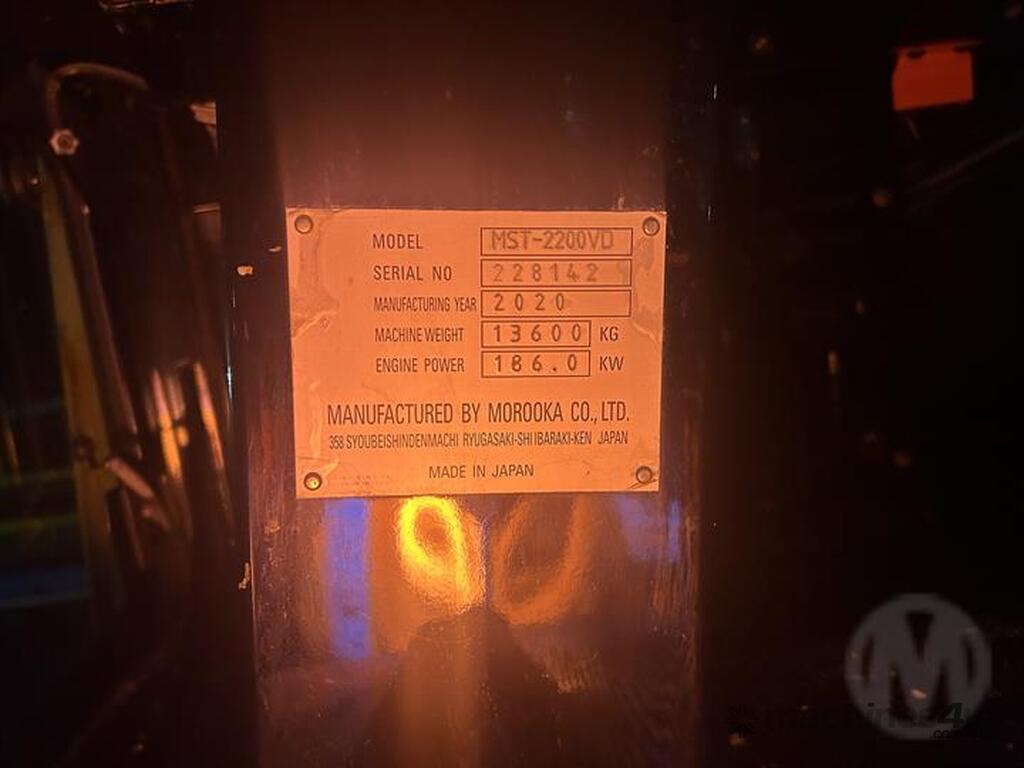 MODEL MST-2200VD
SERIAL NO 228142
MANUFACTURING YEAR 2020
MACHINE WEIGHT 13600 KG
ENGINE POWER 186.0 KW
MANUFACTURED BY MOROOKA CO., LTD.
358 SYOUBEISHINDENMACHI RYUGASAKI-SHI IBARAKI-KEN JAPAN
MADE IN JAPAN
M
machines4u